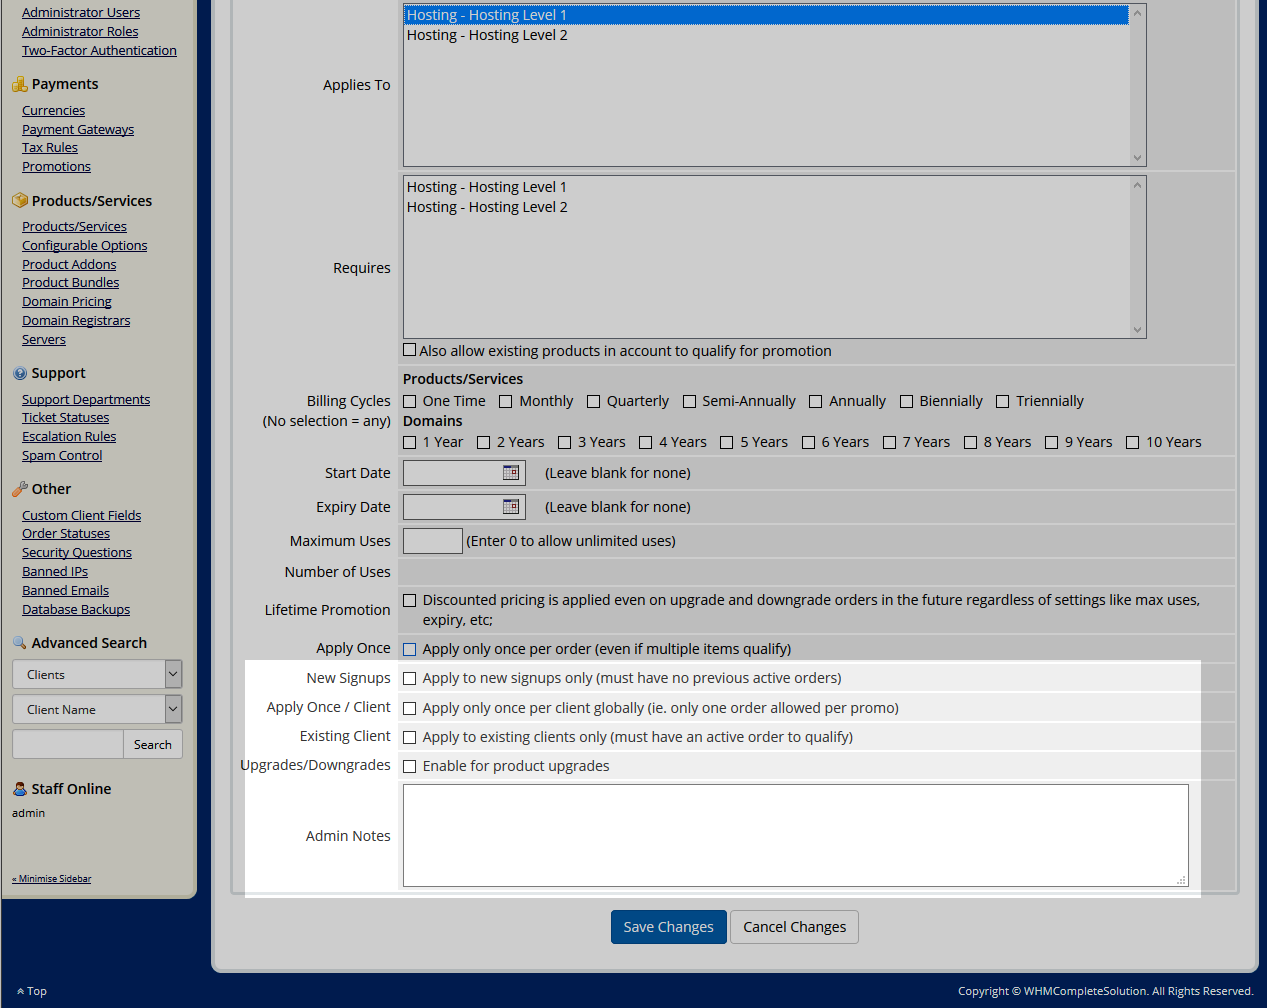 Administrator Users
Administrator Roles
Two-Factor Authentication
Payments
Currencies
Payment Gateways
Tax Rules
Promotions
Products/Services
Products/Services
Configurable Options
Product Addons
Product Bundles
Domain Pricing
Domain Registrars
Servers
Support
Support Departments
Ticket Statuses
Escalation Rules
Spam Control
Other
Custom Client Fields
Order Statuses
Security Questions
Banned IPs
Banned Emails
Database Backups
Advanced Search
Clients
Client Name
Search
Staff Online
admin
« Minimise Sidebar
Applies To
Hosting - Hosting Level 1
Hosting - Hosting Level 2
Requires
Hosting - Hosting Level 1
Hosting - Hosting Level 2
Also allow existing products in account to qualify for promotion
Billing Cycles
(No selection = any)
Products/Services
One Time Monthly Quarterly Semi-Annually Annually Biennially Triennially
Domains
1 Year 2 Years 3 Years 4 Years 5 Years 6 Years 7 Years 8 Years 9 Years 10 Years
Start Date (Leave blank for none)
Expiry Date (Leave blank for none)
Maximum Uses (Enter 0 to allow unlimited uses)
Number of Uses
Lifetime Promotion Discounted pricing is applied even on upgrade and downgrade orders in the future regardless of settings like max uses,
expiry, etc;
Apply Once Apply only once per order (even if multiple items qualify)
New Signups Apply to new signups only (must have no previous active orders)
Apply Once / Client Apply only once per client globally (ie. only one order allowed per promo)
Existing Client Apply to existing clients only (must have an active order to qualify)
Upgrades/Downgrades Enable for product upgrades
Admin Notes
Save Changes Cancel Changes
Top
Copyright © WHMCompleteSolution. All Rights Reserved.